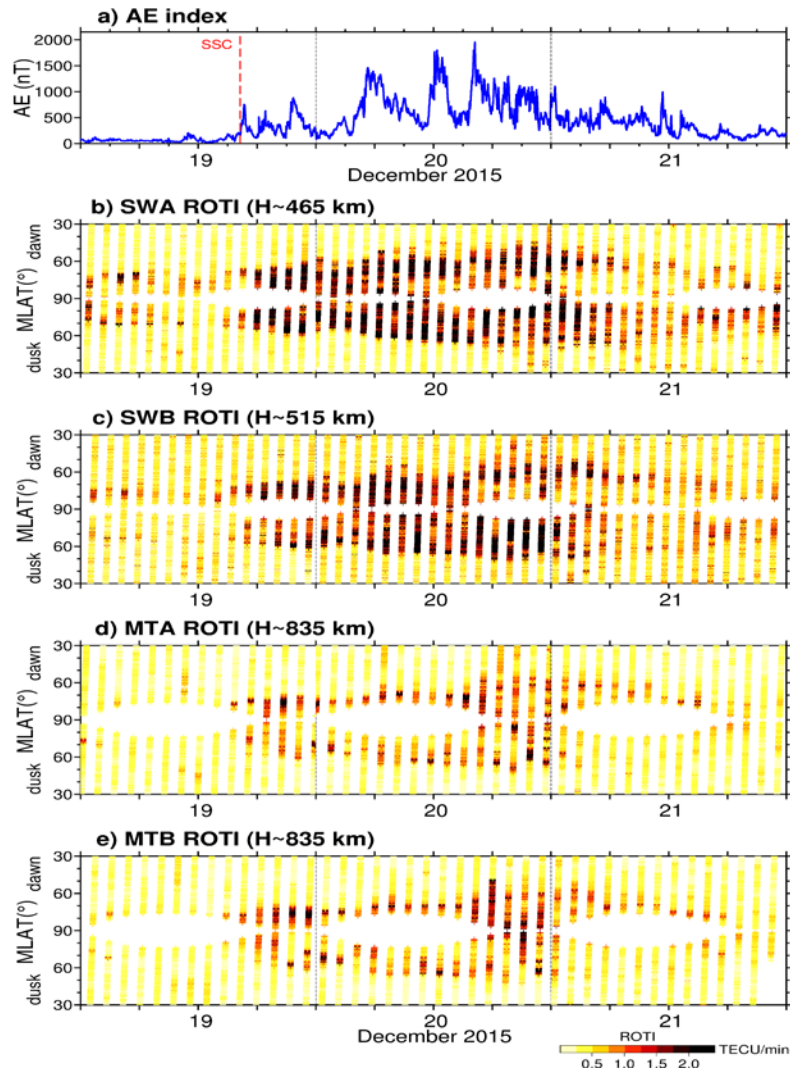 a) AE index
SSC
AE (nT)
2000
1500
1000
500
0
19 20 21
December 2015
b) SWA ROTI (H~465 km)
dusk MLAT(°) dawn
30
60
90
60
30
19 20 21
c) SWB ROTI (H~515 km)
dusk MLAT(°) dawn
30
60
90
60
30
19 20 21
d) MTA ROTI (H~835 km)
dusk MLAT(°) dawn
30
60
90
60
30
19 20 21
e) MTB ROTI (H~835 km)
dusk MLAT(°) dawn
30
60
90
60
30
19 20 21
December 2015
ROTI
TECU/min
0.5 1.0 1.5 2.0